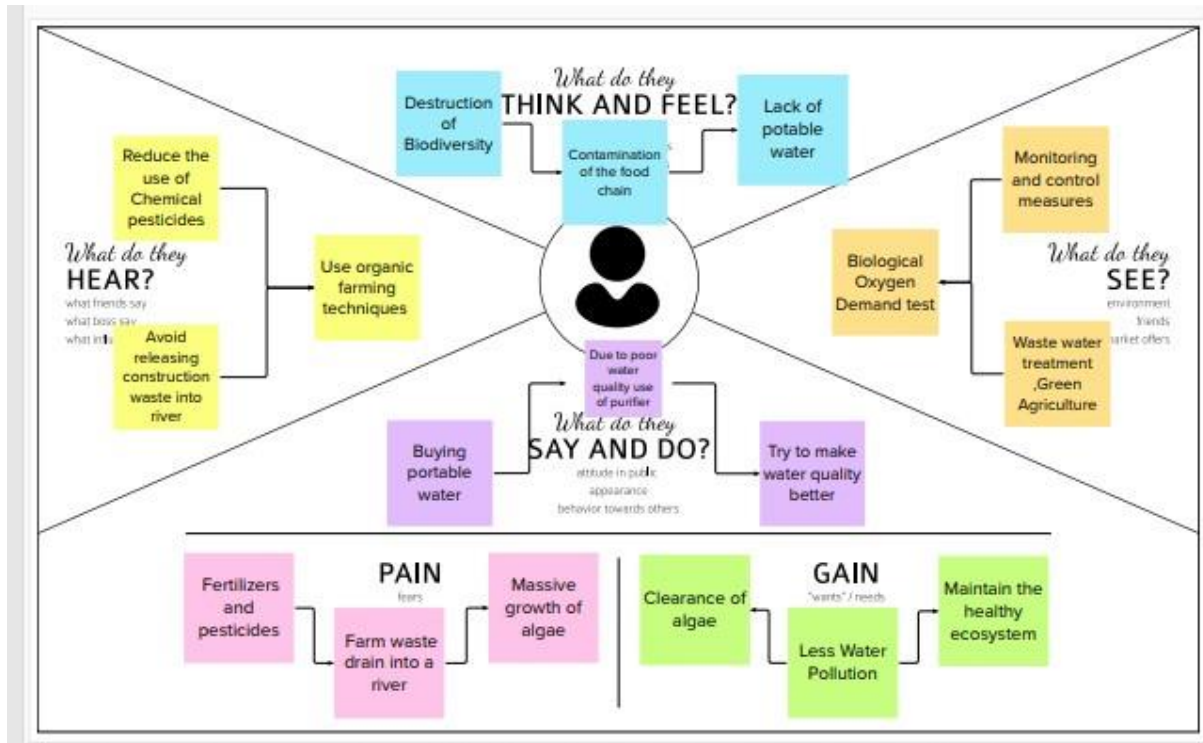 What do they
THINK AND FEEL?
Destruction
of
Biodiversity
Contamination
of the food
chain
Lack of
potable
water
Reduce the
use of
Chemical
pesticides
What do they
HEAR?
what friends say
what boss say
what
Avoid
releasing
construction
waste into
river
Use organic
farming
techniques
Monitoring
and control
measures
Biological
Oxygen
Demand test
What do they
SEE?
environment
friends
market offers
Waste water
treatment
,Green
Agriculture
Due to poor
water
quality use
of purifier
What do they
SAY AND DO?
attitude in public
appearance
behavior towards others
Buying
portable
water
Try to make
water quality
better
PAIN
fears
Fertilizers
and
pesticides
Farm waste
drain into a
river
Massive
growth of
algae
GAIN
"wants" / needs
Clearance of
algae
Less Water
Pollution
Maintain the
healthy
ecosystem